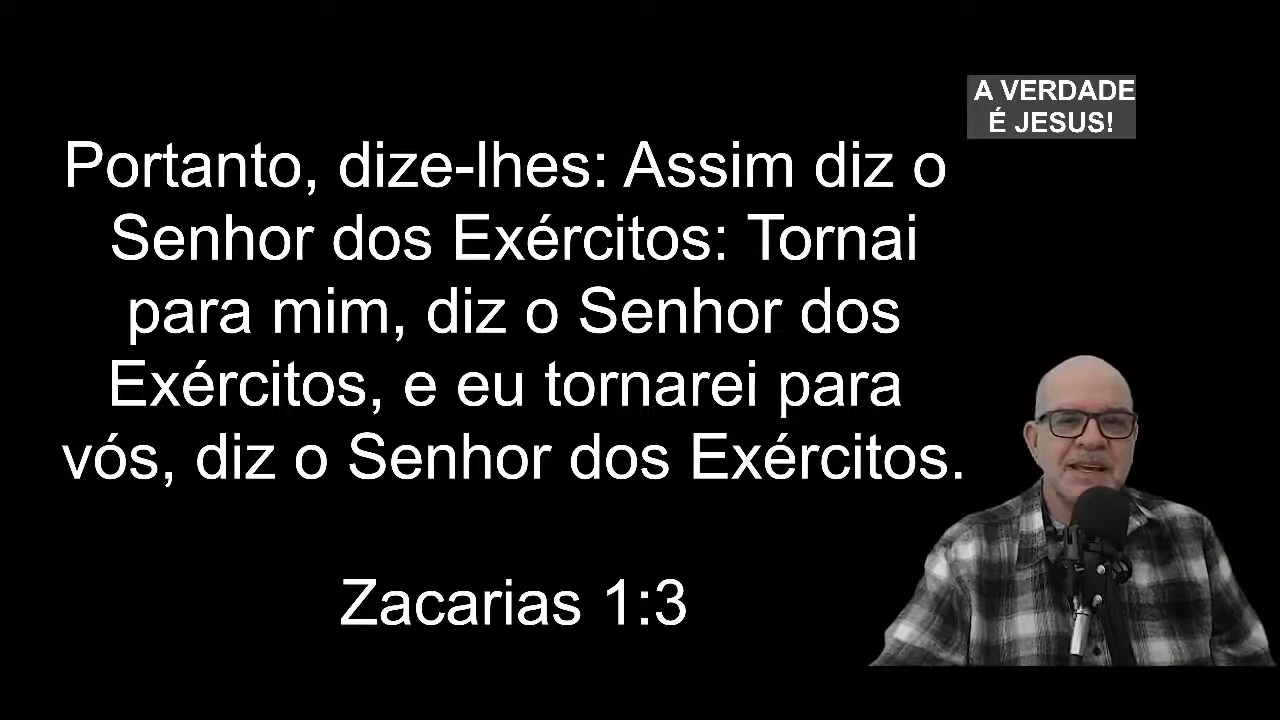 A VERDADE
É JESUS!
Portanto, dize-lhes: Assim diz o
Senhor dos Exércitos: Tornai
para mim, diz o Senhor dos
Exércitos, e eu tornarei para
vós, diz o Senhor dos Exércitos.
Zacarias 1:3